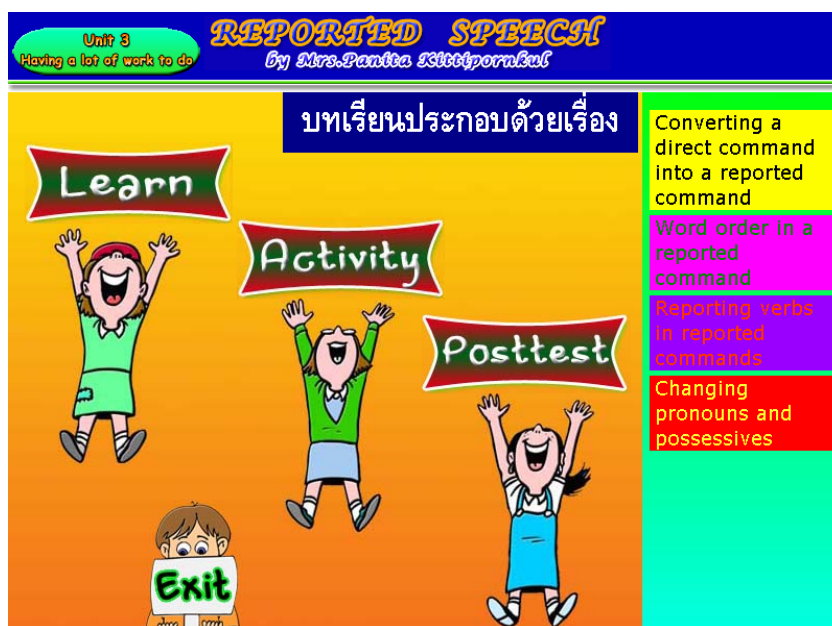 Unit 3
Having a lot of work to do
REPORTED SPEECH
by Mrs.Panita Kittipornkul
บทเรียนประกอบด้วยเรื่อง
Learn
Activity
Posttest
Exit
Converting a
direct command
into a reported
command
Word order in a
reported
command
Reporting verbs
in reported
commands
Changing
pronouns and
possessives